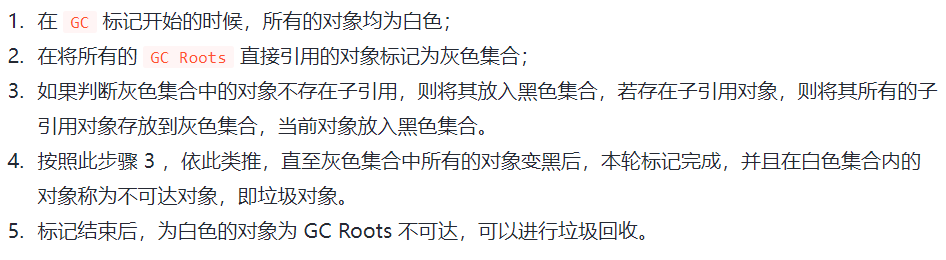 1. 在 GC 标记开始的时候，所有的对象均为白色；
2. 在将所有的 GC Roots 直接引用的对象标记为灰色集合；
3. 如果判断灰色集合中的对象不存在子引用，则将其放入黑色集合，若存在子引用对象，则将其所有的子
引用对象存放到灰色集合，当前对象放入黑色集合。
4. 按照此步骤 3 ，依此类推，直至灰色集合中所有的对象变黑后，本轮标记完成，并且在白色集合内的
对象称为不可达对象，即垃圾对象。
5. 标记结束后，为白色的对象为 GC Roots 不可达，可以进行垃圾回收。